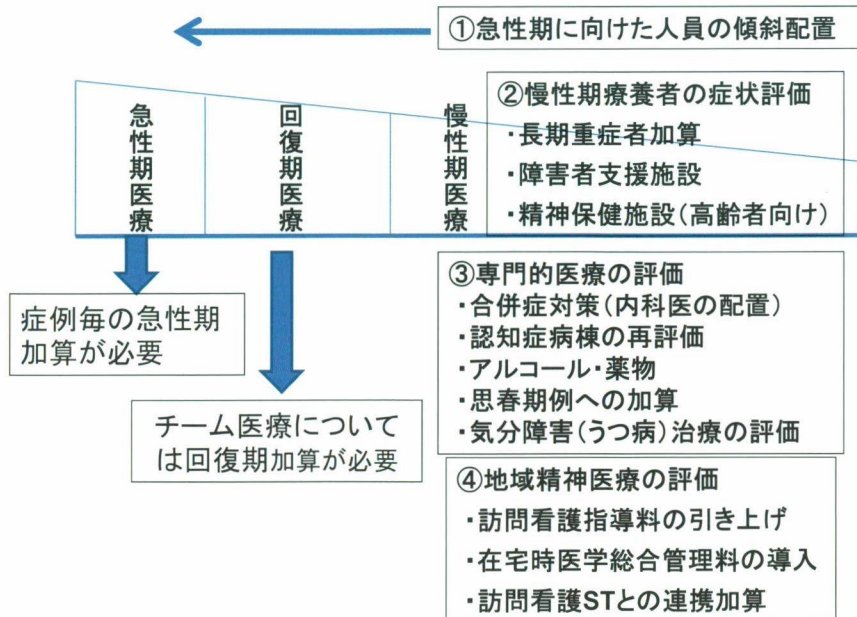 ①急性期に向けた人員の傾斜配置
急性期医療
回復期医療
慢性期医療
②慢性期療養者の症状評価
・長期重症者加算
・障害者支援施設
・精神保健施設(高齢者向け)
症例毎の急性期
加算が必要
チーム医療について
は回復期加算が必要
③専門的医療の評価
・合併症対策(内科医の配置)
・認知症病棟の再評価
・アルコール・薬物
・思春期例への加算
・気分障害(うつ病)治療の評価
④地域精神医療の評価
・訪問看護指導料の引き上げ
・在宅時医学総合管理料の導入
・訪問看護STとの連携加算